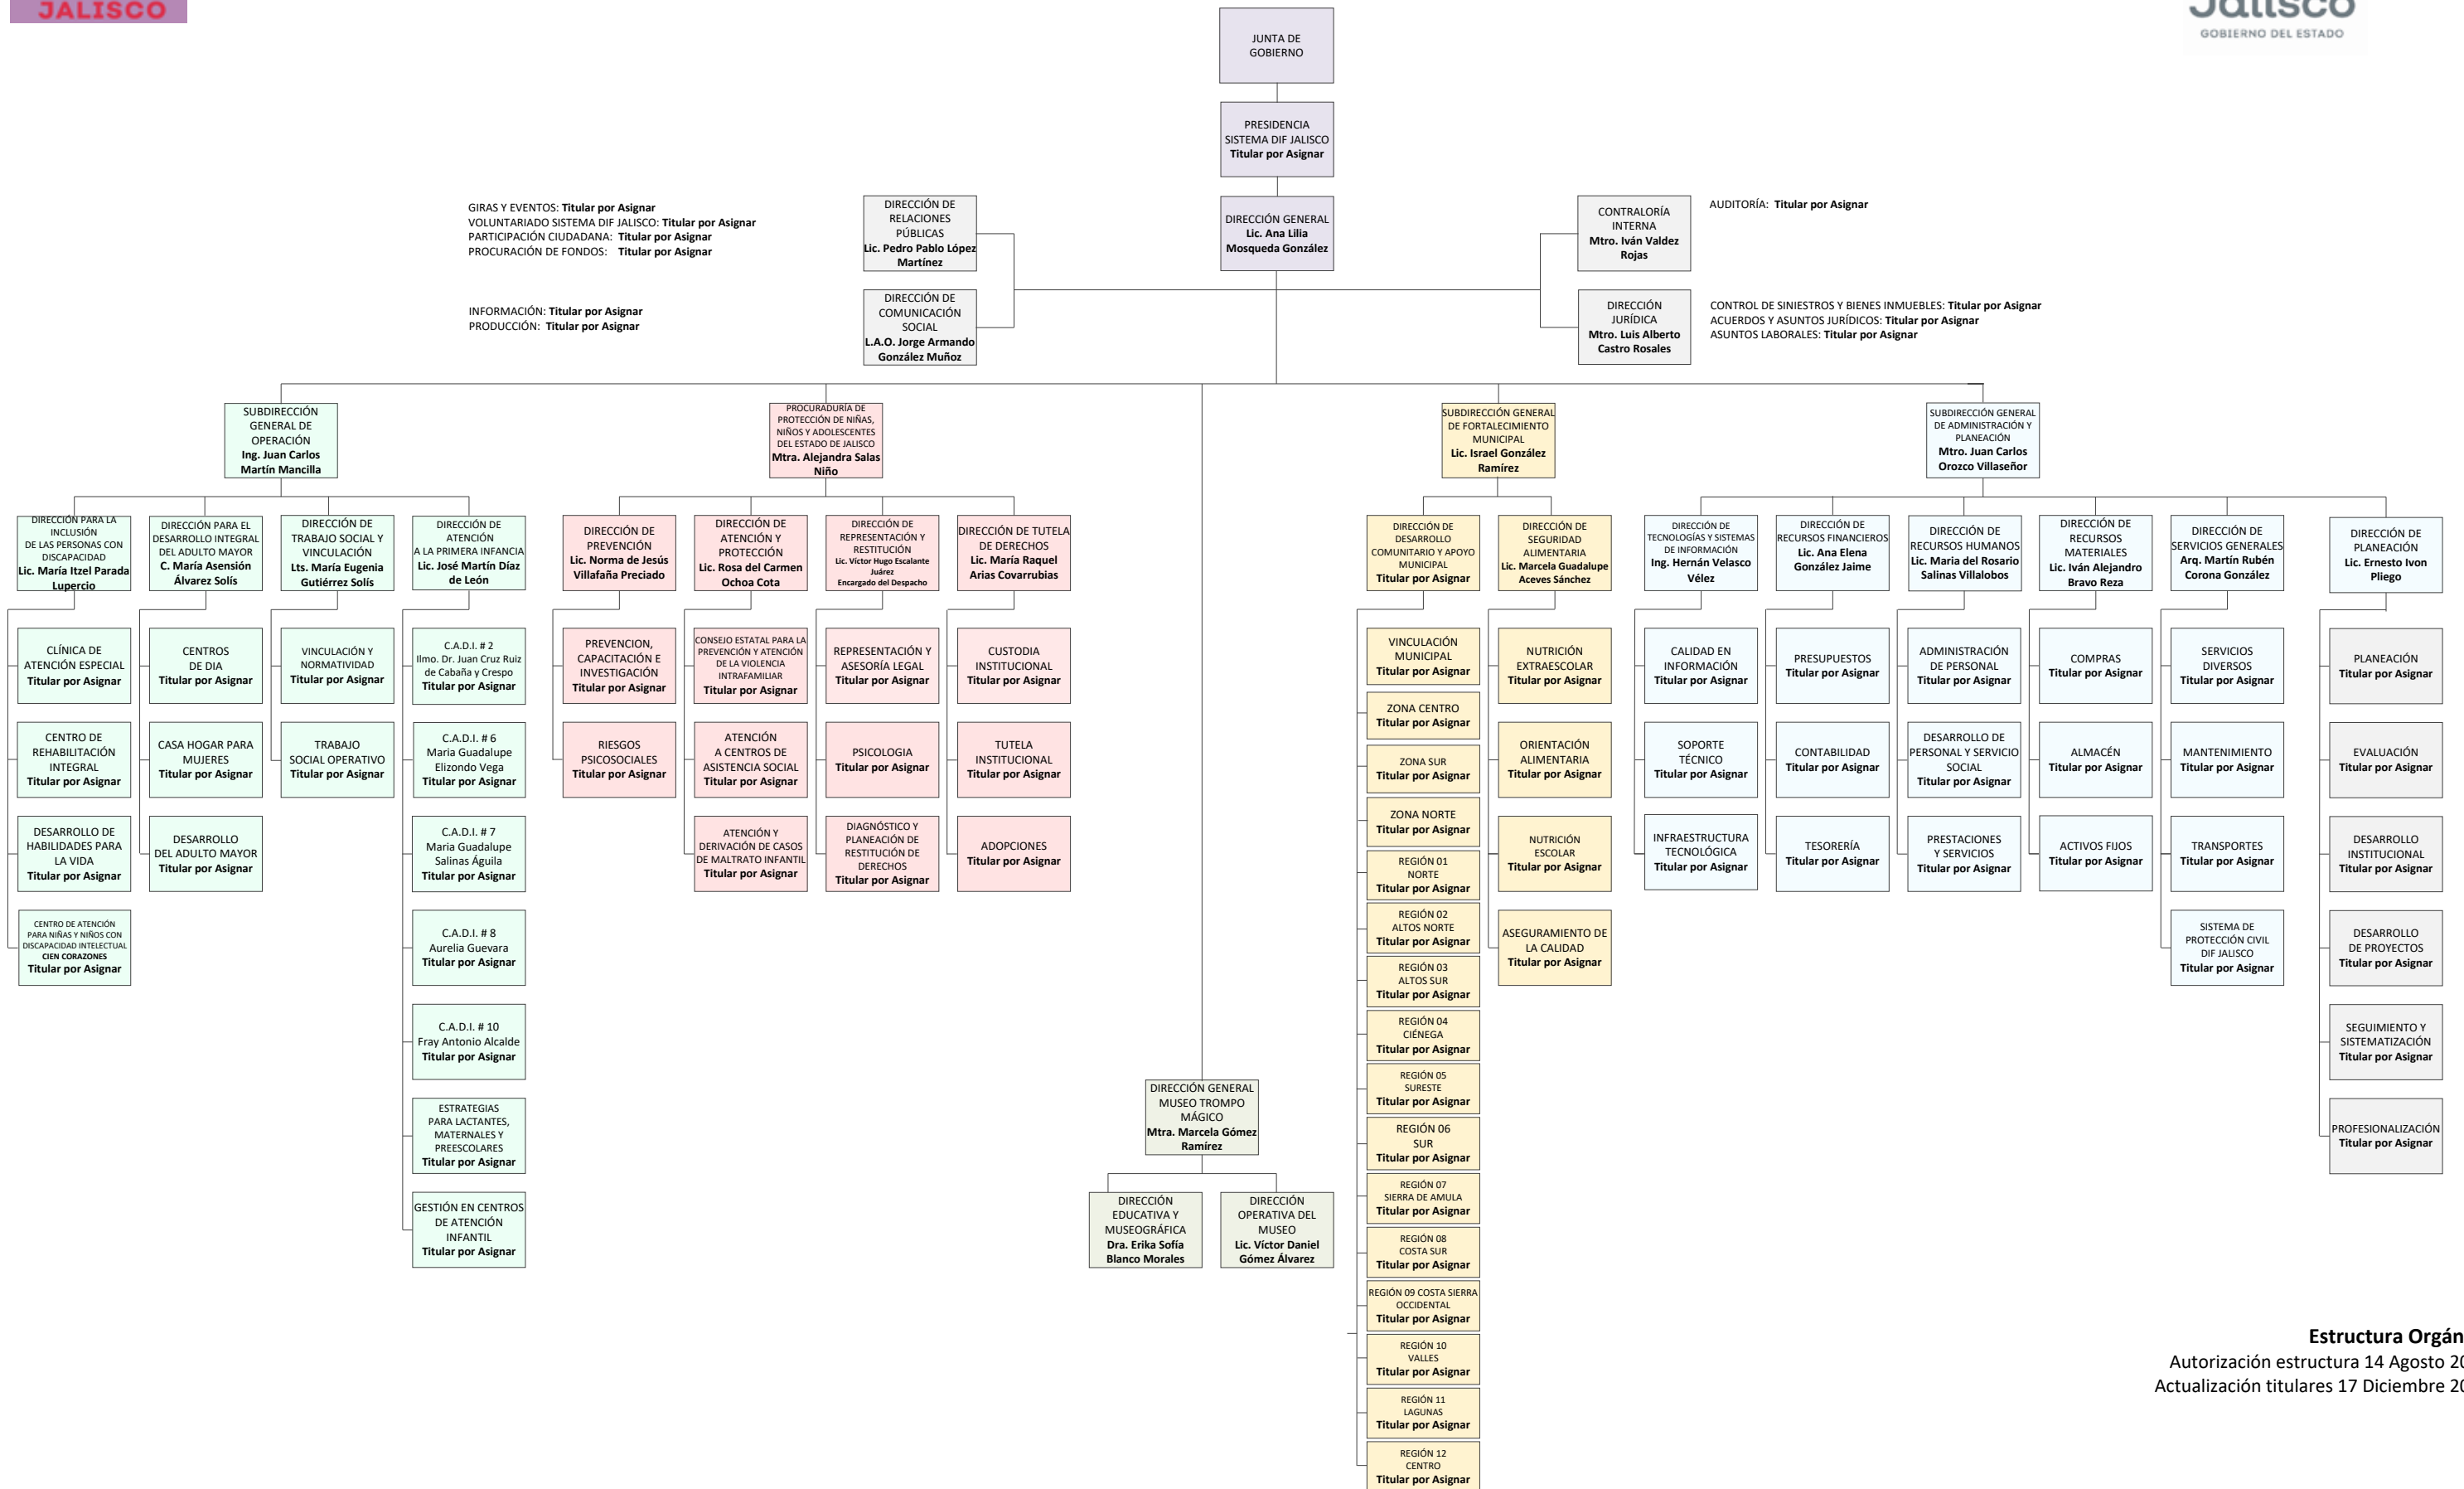 JALISCO
Jalisco
GOBIERNO DEL ESTADO
JUNTA DE
GOBIERNO
PRESIDENCIA
SISTEMA DIF JALISCO
Titular por Asignar
DIRECCIÓN GENERAL
Lic. Ana Lilia
Mosqueda González
GIRAS Y EVENTOS: Titular por Asignar
VOLUNTARIADO SISTEMA DIF JALISCO: Titular por Asignar
PARTICIPACIÓN CIUDADANA: Titular por Asignar
PROCURACIÓN DE FONDOS: Titular por Asignar
DIRECCIÓN DE
RELACIONES
PÚBLICAS
Lic. Pedro Pablo López
Martínez
CONTRALORÍA
INTERNA
Mtro. Iván Valdez
Rojas
AUDITORÍA: Titular por Asignar
INFORMACIÓN: Titular por Asignar
PRODUCCIÓN: Titular por Asignar
DIRECCIÓN DE
COMUNICACIÓN
SOCIAL
L.A.O. Jorge Armando
González Muñoz
DIRECCIÓN
JURÍDICA
Mtro. Luis Alberto
Castro Rosales
CONTROL DE SINIESTROS Y BIENES INMUEBLES: Titular por Asignar
ACUERDOS Y ASUNTOS JURÍDICOS: Titular por Asignar
ASUNTOS LABORALES: Titular por Asignar
SUBDIRECCIÓN
GENERAL DE
OPERACIÓN
Ing. Juan Carlos
Martín Mancilla
PROCURADURÍA DE
PROTECCIÓN DE NIÑAS,
NIÑOS Y ADOLESCENTES
DEL ESTADO DE JALISCO
Mtra. Alejandra Salas
Niño
SUBDIRECCIÓN GENERAL
DE FORTALECIMIENTO
MUNICIPAL
Lic. Israel González
Ramírez
SUBDIRECCIÓN GENERAL
DE ADMINISTRACIÓN Y
PLANEACIÓN
Mtro. Juan Carlos
Orozco Villaseñor
DIRECCIÓN PARA LA
INCLUSIÓN
DE LAS PERSONAS CON
DISCAPACIDAD
Lic. María Itzel Parada
Lupercio
DIRECCIÓN PARA EL
DESARROLLO INTEGRAL
DEL ADULTO MAYOR
C. María Asensión
Álvarez Solís
DIRECCIÓN DE
TRABAJO SOCIAL Y
VINCULACIÓN
Lts. María Eugenia
Gutiérrez Solís
DIRECCIÓN DE
ATENCIÓN
A LA PRIMERA INFANCIA
Lic. José Martín Díaz
de León
DIRECCIÓN DE
PREVENCIÓN
Lic. Norma de Jesús
Villafaña Preciado
DIRECCIÓN DE
ATENCIÓN Y
PROTECCIÓN
Lic. Rosa del Carmen
Ochoa Cota
DIRECCIÓN DE
REPRESENTACIÓN Y
RESTITUCIÓN
Lic. Víctor Hugo Escalante
Juárez
Encargado del Despacho
DIRECCIÓN DE TUTELA
DE DERECHOS
Lic. María Raquel
Arias Covarrubias
DIRECCIÓN DE
DESARROLLO
COMUNITARIO Y APOYO
MUNICIPAL
Titular por Asignar
DIRECCIÓN DE
SEGURIDAD
ALIMENTARIA
Lic. Marcela Guadalupe
Aceves Sánchez
DIRECCIÓN DE
TECNOLOGÍAS Y SISTEMAS
DE INFORMACIÓN
Ing. Hernán Velasco
Vélez
DIRECCIÓN DE
RECURSOS FINANCIEROS
Lic. Ana Elena
González Jaime
DIRECCIÓN DE
RECURSOS HUMANOS
Lic. Maria del Rosario
Salinas Villalobos
DIRECCIÓN DE
RECURSOS
MATERIALES
Lic. Iván Alejandro
Bravo Reza
DIRECCIÓN DE
SERVICIOS GENERALES
Arq. Martín Rubén
Corona González
DIRECCIÓN DE
PLANEACIÓN
Lic. Ernesto Ivon
Pliego
CLÍNICA DE
ATENCIÓN ESPECIAL
Titular por Asignar
CENTRO DE
REHABILITACIÓN
INTEGRAL
Titular por Asignar
DESARROLLO DE
HABILIDADES PARA
LA VIDA
Titular por Asignar
CENTRO DE ATENCIÓN
PARA NIÑAS Y NIÑOS CON
DISCAPACIDAD INTELECTUAL
CIEN CORAZONES
Titular por Asignar
CENTROS
DE DIA
Titular por Asignar
CASA HOGAR PARA
MUJERES
Titular por Asignar
DESARROLLO
DEL ADULTO MAYOR
Titular por Asignar
VINCULACIÓN Y
NORMATIVIDAD
Titular por Asignar
TRABAJO
SOCIAL OPERATIVO
Titular por Asignar
C.A.D.I. # 2
Ilmo. Dr. Juan Cruz Ruiz
de Cabaña y Crespo
Titular por Asignar
C.A.D.I. # 6
Maria Guadalupe
Elizondo Vega
Titular por Asignar
C.A.D.I. # 7
Maria Guadalupe
Salinas Águila
Titular por Asignar
C.A.D.I. # 8
Aurelia Guevara
Titular por Asignar
C.A.D.I. # 10
Fray Antonio Alcalde
Titular por Asignar
ESTRATEGIAS
PARA LACTANTES,
MATERNALES Y
PREESCOLARES
Titular por Asignar
GESTIÓN EN CENTROS
DE ATENCIÓN
INFANTIL
Titular por Asignar
PREVENCION,
CAPACITACIÓN E
INVESTIGACIÓN
Titular por Asignar
RIESGOS
PSICOSOCIALES
Titular por Asignar
CONSEJO ESTATAL PARA LA
PREVENCIÓN Y ATENCIÓN
DE LA VIOLENCIA
INTRAFAMILIAR
Titular por Asignar
ATENCIÓN
A CENTROS DE
ASISTENCIA SOCIAL
Titular por Asignar
ATENCIÓN Y
DERIVACIÓN DE CASOS
DE MALTRATO INFANTIL
Titular por Asignar
REPRESENTACIÓN Y
ASESORÍA LEGAL
Titular por Asignar
PSICOLOGIA
Titular por Asignar
DIAGNÓSTICO Y
PLANEACIÓN DE
RESTITUCIÓN DE
DERECHOS
Titular por Asignar
CUSTODIA
INSTITUCIONAL
Titular por Asignar
TUTELA
INSTITUCIONAL
Titular por Asignar
ADOPCIONES
Titular por Asignar
DIRECCIÓN GENERAL
MUSEO TROMPO
MÁGICO
Mtra. Marcela Gómez
Ramírez
DIRECCIÓN
EDUCATIVA Y
MUSEOGRÁFICA
Dra. Erika Sofía
Blanco Morales
DIRECCIÓN
OPERATIVA DEL
MUSEO
Lic. Víctor Daniel
Gómez Álvarez
VINCULACIÓN
MUNICIPAL
Titular por Asignar
ZONA CENTRO
Titular por Asignar
ZONA SUR
Titular por Asignar
ZONA NORTE
Titular por Asignar
REGIÓN 01
NORTE
Titular por Asignar
REGIÓN 02
ALTOS NORTE
Titular por Asignar
REGIÓN 03
ALTOS SUR
Titular por Asignar
REGIÓN 04
CIÉNEGA
Titular por Asignar
REGIÓN 05
SURESTE
Titular por Asignar
REGIÓN 06
SUR
Titular por Asignar
REGIÓN 07
SIERRA DE AMULA
Titular por Asignar
REGIÓN 08
COSTA SUR
Titular por Asignar
REGIÓN 09 COSTA SIERRA
OCCIDENTAL
Titular por Asignar
REGIÓN 10
VALLES
Titular por Asignar
REGIÓN 11
LAGUNAS
Titular por Asignar
REGIÓN 12
CENTRO
Titular por Asignar
NUTRICIÓN
EXTRAESCOLAR
Titular por Asignar
ORIENTACIÓN
ALIMENTARIA
Titular por Asignar
NUTRICIÓN
ESCOLAR
Titular por Asignar
ASEGURAMIENTO DE
LA CALIDAD
Titular por Asignar
CALIDAD EN
INFORMACIÓN
Titular por Asignar
SOPORTE
TÉCNICO
Titular por Asignar
INFRAESTRUCTURA
TECNOLÓGICA
Titular por Asignar
PRESUPUESTOS
Titular por Asignar
CONTABILIDAD
Titular por Asignar
TESORERÍA
Titular por Asignar
ADMINISTRACIÓN
DE PERSONAL
Titular por Asignar
DESARROLLO DE
PERSONAL Y SERVICIO
SOCIAL
Titular por Asignar
PRESTACIONES
Y SERVICIOS
Titular por Asignar
COMPRAS
Titular por Asignar
ALMACÉN
Titular por Asignar
ACTIVOS FIJOS
Titular por Asignar
SERVICIOS
DIVERSOS
Titular por Asignar
MANTENIMIENTO
Titular por Asignar
TRANSPORTES
Titular por Asignar
SISTEMA DE
PROTECCIÓN CIVIL
DIF JALISCO
Titular por Asignar
PLANEACIÓN
Titular por Asignar
EVALUACIÓN
Titular por Asignar
DESARROLLO
INSTITUCIONAL
Titular por Asignar
DESARROLLO
DE PROYECTOS
Titular por Asignar
SEGUIMIENTO Y
SISTEMATIZACIÓN
Titular por Asignar
PROFESIONALIZACIÓN
Titular por Asignar
Estructura Orgán
Autorización estructura 14 Agosto 20
Actualización titulares 17 Diciembre 20